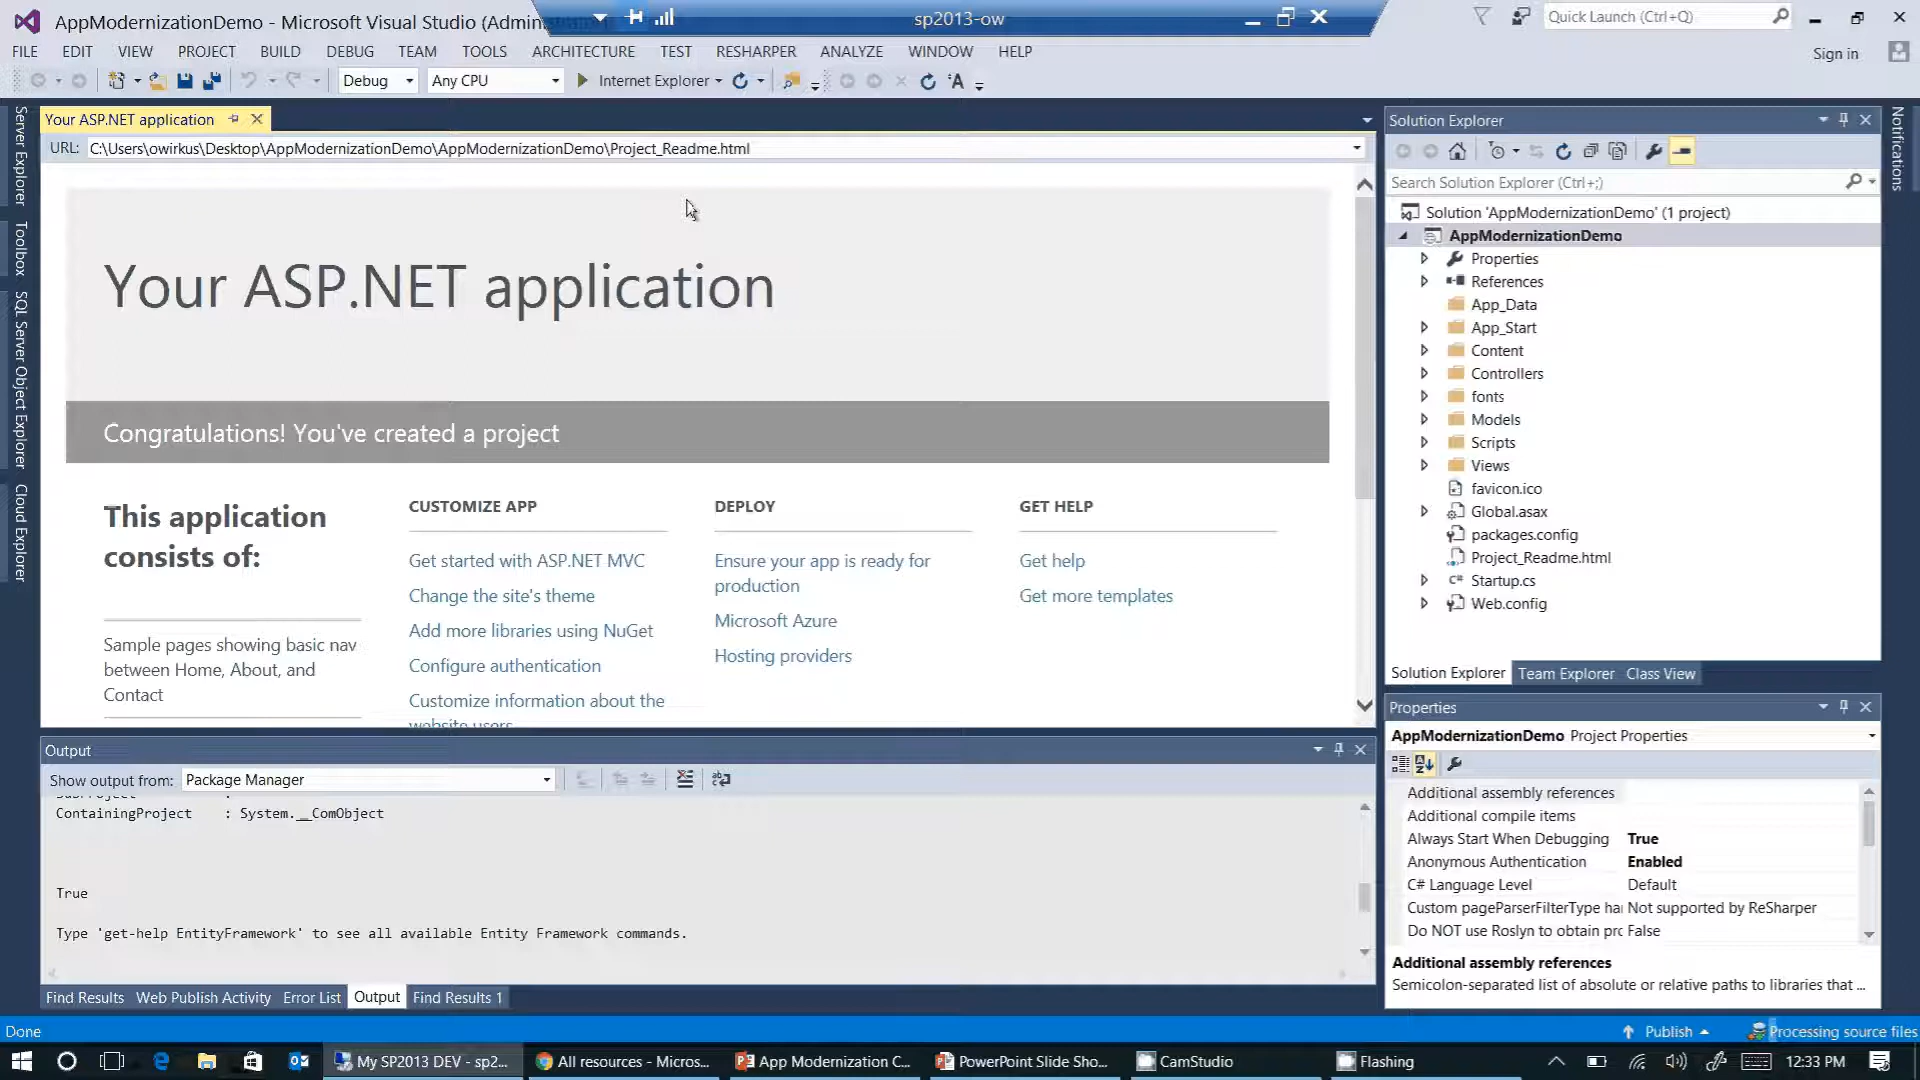 AppModernizationDemo - Microsoft Visual Studio (Admin
sp2013-ow
Quick Launch (Ctrl+Q)
FILE EDIT VIEW PROJECT BUILD DEBUG TEAM TOOLS ARCHITECTURE TEST RESHARPER ANALYZE WINDOW HELP
Sign in
Debug Any CPU Internet Explorer
Server Explorer
Toolbox
SQL Server Object Explorer
Cloud Explorer
Your ASP.NET application
URL: C:\Users\owirkus\Desktop\AppModernizationDemo\AppModernizationDemo\Project_Readme.html
Your ASP.NET application
Congratulations! You've created a project
This application
consists of:
Sample pages showing basic nav
between Home, About, and
Contact
CUSTOMIZE APP
Get started with ASP.NET MVC
Change the site's theme
Add more libraries using NuGet
Configure authentication
Customize information about the
website users
DEPLOY
Ensure your app is ready for
production
Microsoft Azure
Hosting providers
GET HELP
Get help
Get more templates
Output
Show output from: Package Manager
SubProject :
ContainingProject : System.__ComObject
True
Type 'get-help EntityFramework' to see all available Entity Framework commands.
Find Results Web Publish Activity Error List Output Find Results 1
Solution Explorer
Search Solution Explorer (Ctrl+;)
Solution 'AppModernizationDemo' (1 project)
AppModernizationDemo
Properties
References
App_Data
App_Start
Content
Controllers
fonts
Models
Scripts
Views
favicon.ico
Global.asax
packages.config
Project_Readme.html
Startup.cs
Web.config
Solution Explorer Team Explorer Class View
Notifications
Properties
AppModernizationDemo Project Properties
Additional assembly references
Additional compile items
Always Start When Debugging True
Anonymous Authentication Enabled
C# Language Level Default
Custom pageParserFilterType ha Not supported by ReSharper
Do NOT use Roslyn to obtain pro False
Additional assembly references
Semicolon-separated list of absolute or relative paths to libraries that ...
Done
Publish
Processing source files
My SP2013 DEV - sp2... All resources - Micros... App Modernization C... PowerPoint Slide Sho... CamStudio Flashing
12:33 PM